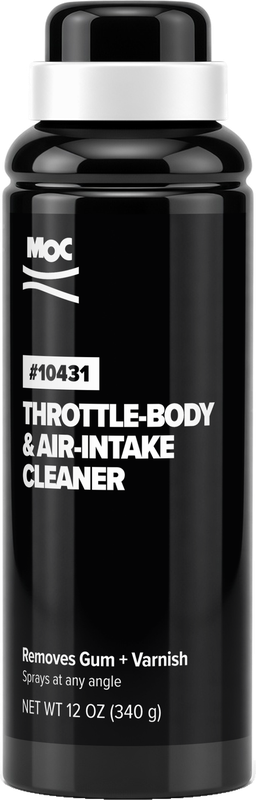 MOC
#10431
THROTTLE-BODY
& AIR-INTAKE
CLEANER
Removes Gum + Varnish
Sprays at any angle
NET WT 12 OZ (340 g)